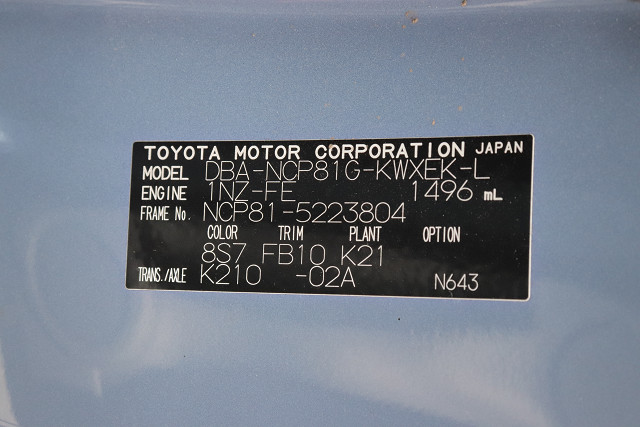 TOYOTA MOTOR CORPORATION JAPAN
MODEL DBA-NCP81G-KWXEK-L
ENGINE 1NZ-FE 1496 mL
FRAME No. NCP81-5223804
COLOR TRIM PLANT OPTION
8S7 FB10 K21
TRANS./AXLE K210 -02A N643